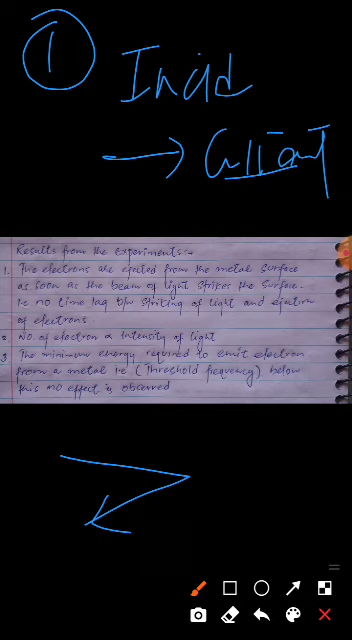 ①
Incid
→
Results from the Experiments:-
1. The electrons are ejected from the metal surface
as soon as the beam of light strikes the surface.
i.e no time lag b/w striking of light and ejection
of electrons.
2 No of electron ∝ Intensity of light
3 The minimum energy required to emit electron
from a metal i.e (Threshold frequency) below
this no effect is observed